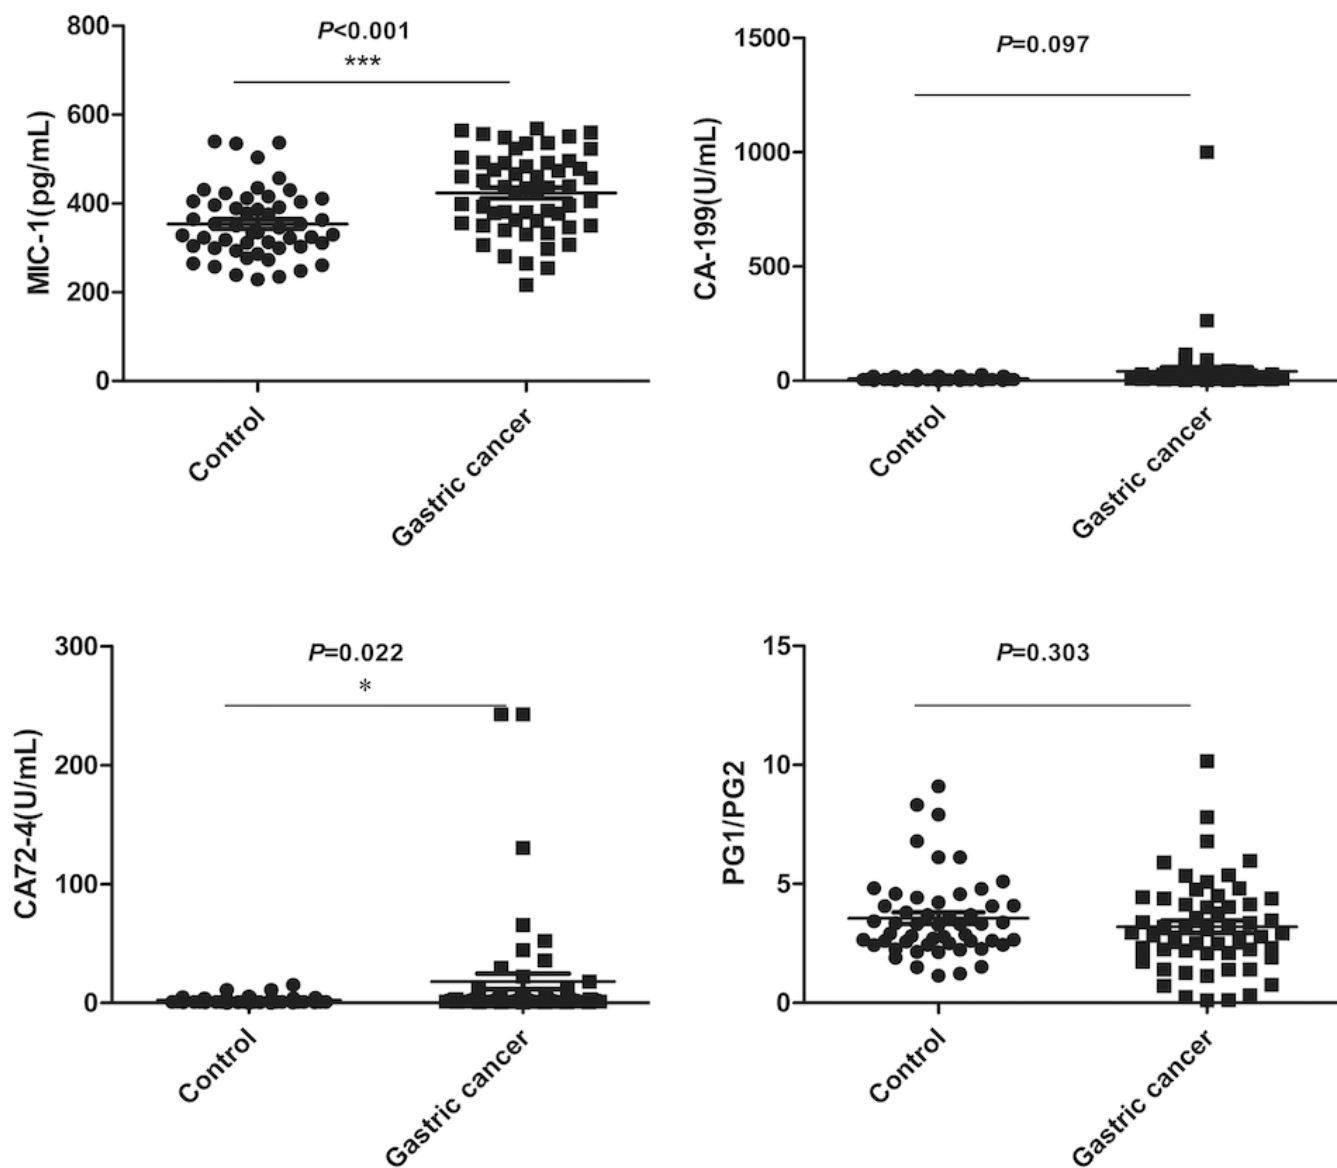 P<0.001
***
MIC-1(pg/mL)
800
600
400
200
0
Control
Gastric cancer
P=0.097
CA-199(U/mL)
1500
1000
500
0
Control
Gastric cancer
P=0.022
*
CA72-4(U/mL)
300
200
100
0
Control
Gastric cancer
P=0.303
PG1/PG2
15
10
5
0
Control
Gastric cancer